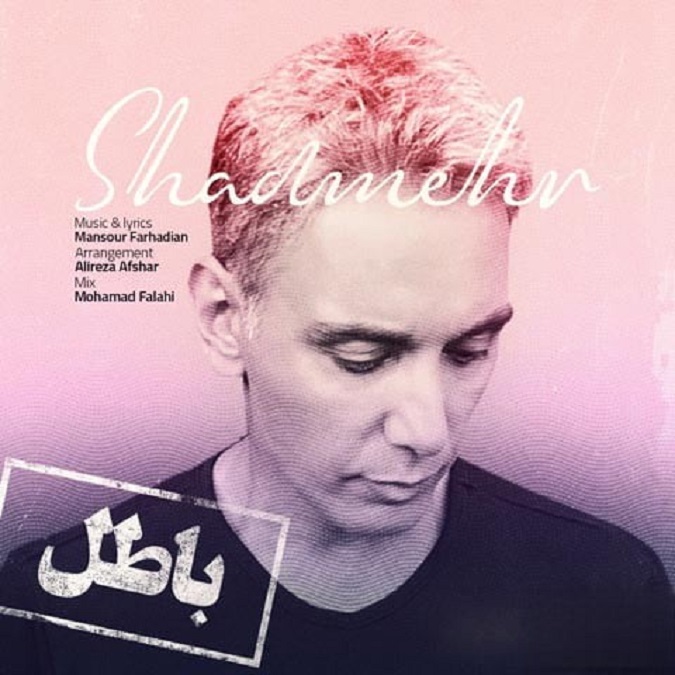 Shadmehr
Music & lyrics
Mansour Farhadian
Arrangement
Alireza Afshar
Mix
Mohamad Falahi
باطل